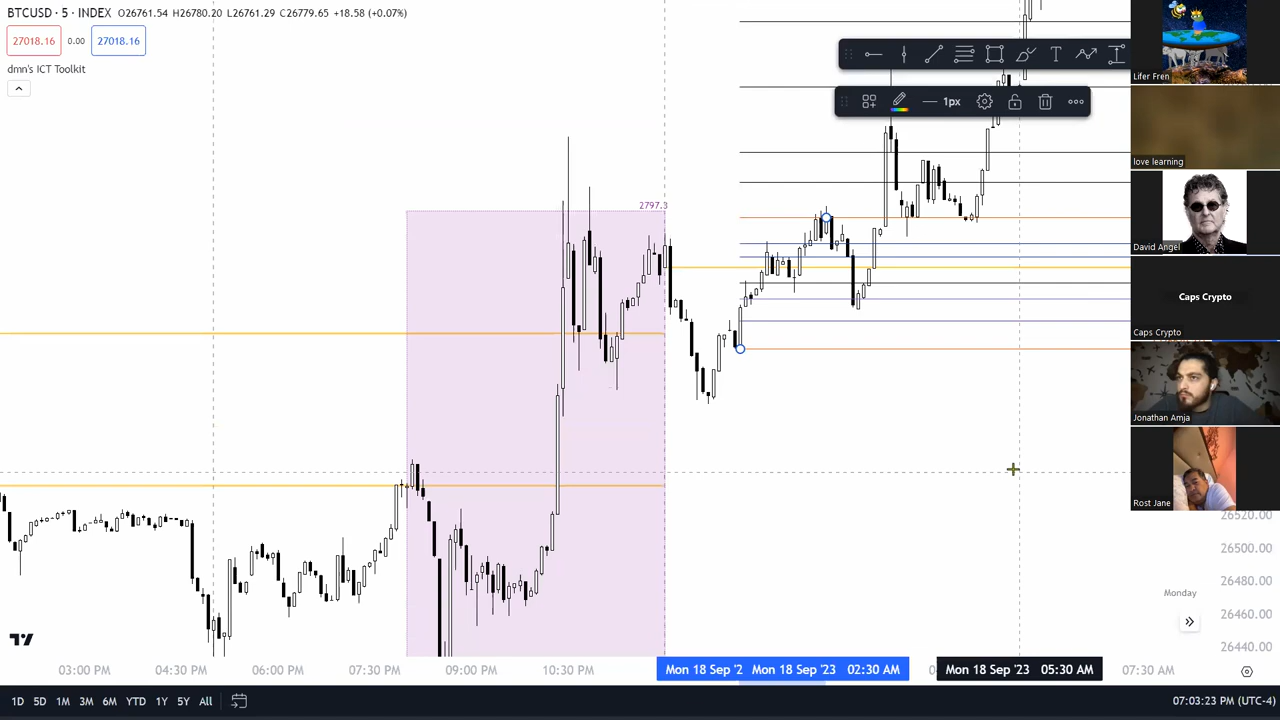 BTCUSD · 5 · INDEX O26761.54 H26780.20 L26761.29 C26779.65 +18.58 (+0.07%)
27018.16 0.00 27018.16
dmn's ICT Toolkit
1px
T
Lifer Fren
love learning
David Angel
Caps Crypto
Caps Crypto
Jonathan Amja
Rost Jane
2797.3
26520.00
26500.00
26480.00
26460.00
26440.00
Monday
03:00 PM 04:30 PM 06:00 PM 07:30 PM 09:00 PM 10:30 PM Mon 18 Sep '2 Mon 18 Sep '23 02:30 AM Mon 18 Sep '23 05:30 AM 07:30 AM
1D 5D 1M 3M 6M YTD 1Y 5Y All 07:03:23 PM (UTC-4)